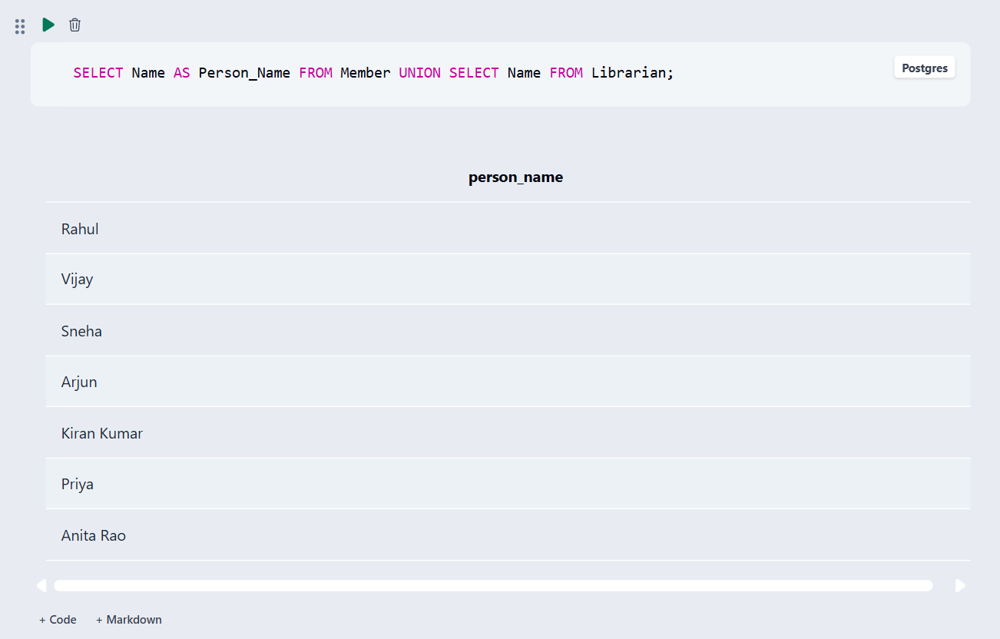 SELECT Name AS Person_Name FROM Member UNION SELECT Name FROM Librarian;
Postgres
person_name
Rahul
Vijay
Sneha
Arjun
Kiran Kumar
Priya
Anita Rao
+ Code + Markdown